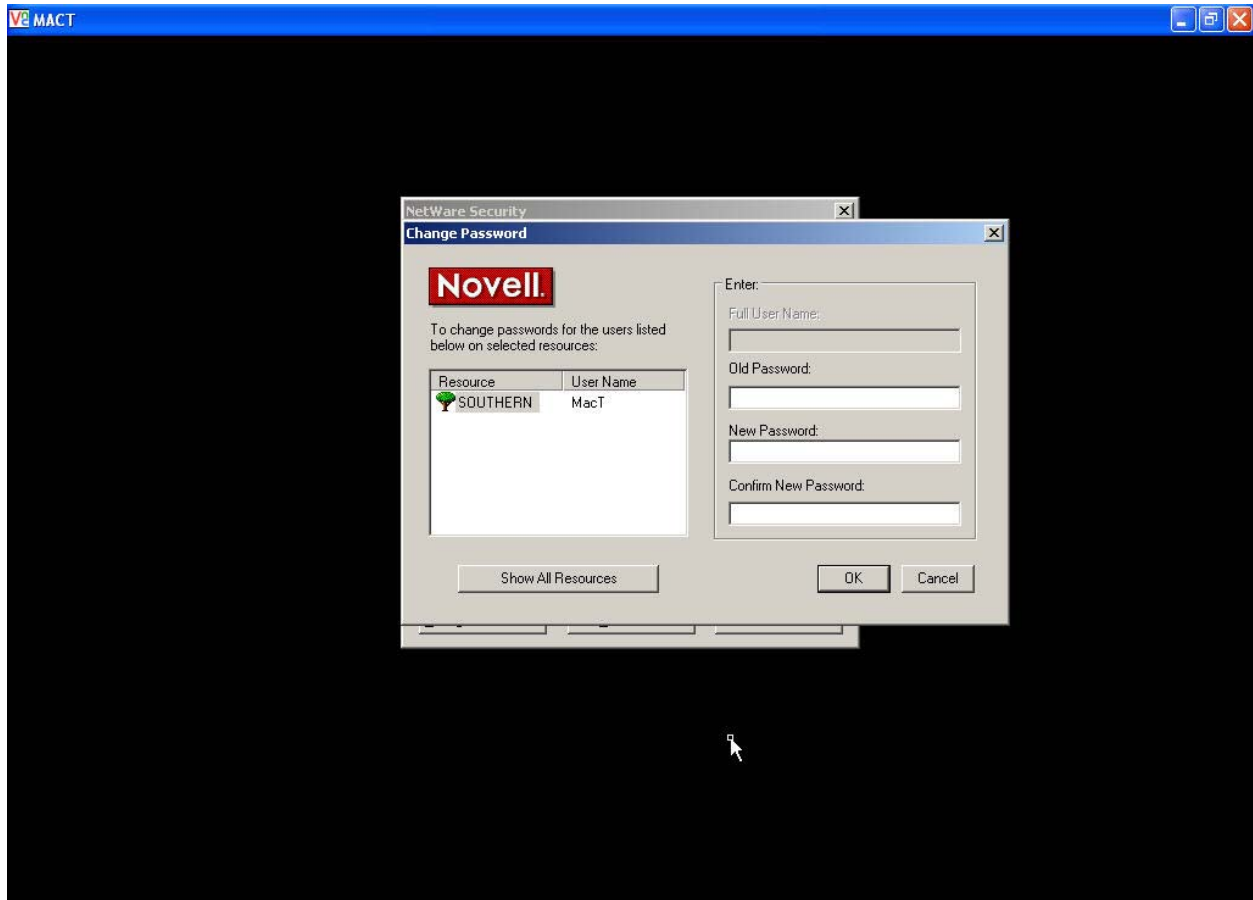 MACT
NetWare Security
Change Password
Novell.
To change passwords for the users listed
below on selected resources:
Resource User Name
SOUTHERN MacT
Show All Resources
Enter:
Full User Name:
Old Password:
New Password:
Confirm New Password:
OK Cancel